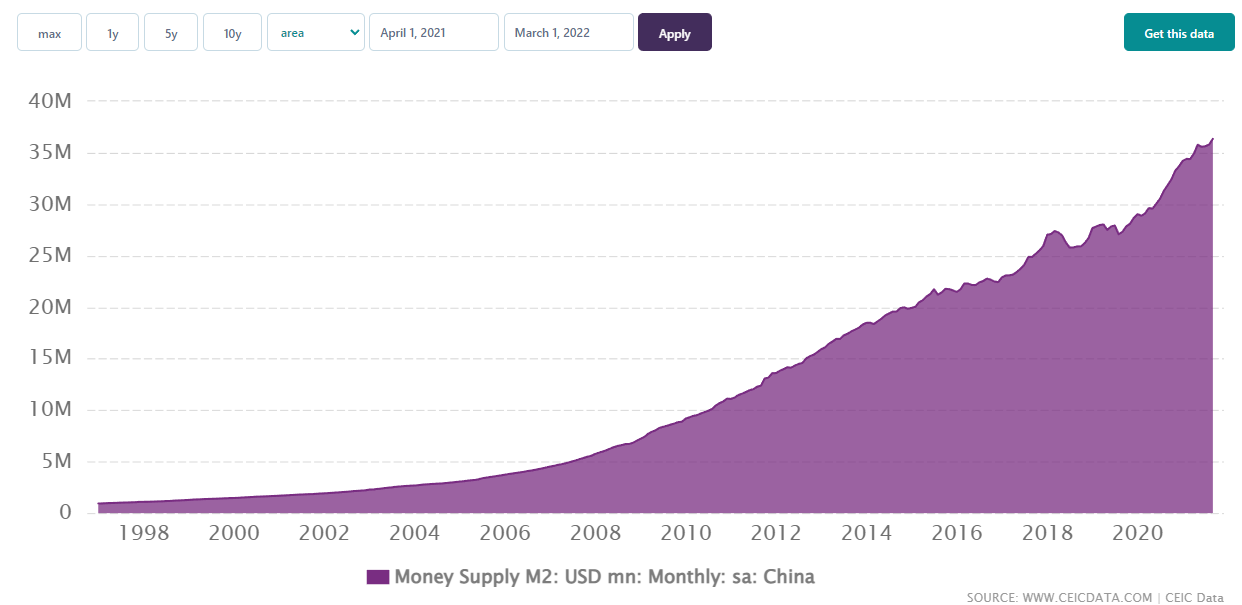 max 1y 5y 10y area April 1, 2021 March 1, 2022 Apply Get this data
40M
35M
30M
25M
20M
15M
10M
5M
0
1998 2000 2002 2004 2006 2008 2010 2012 2014 2016 2018 2020
Money Supply M2: USD mn: Monthly: sa: China
SOURCE: WWW.CEICDATA.COM | CEIC Data